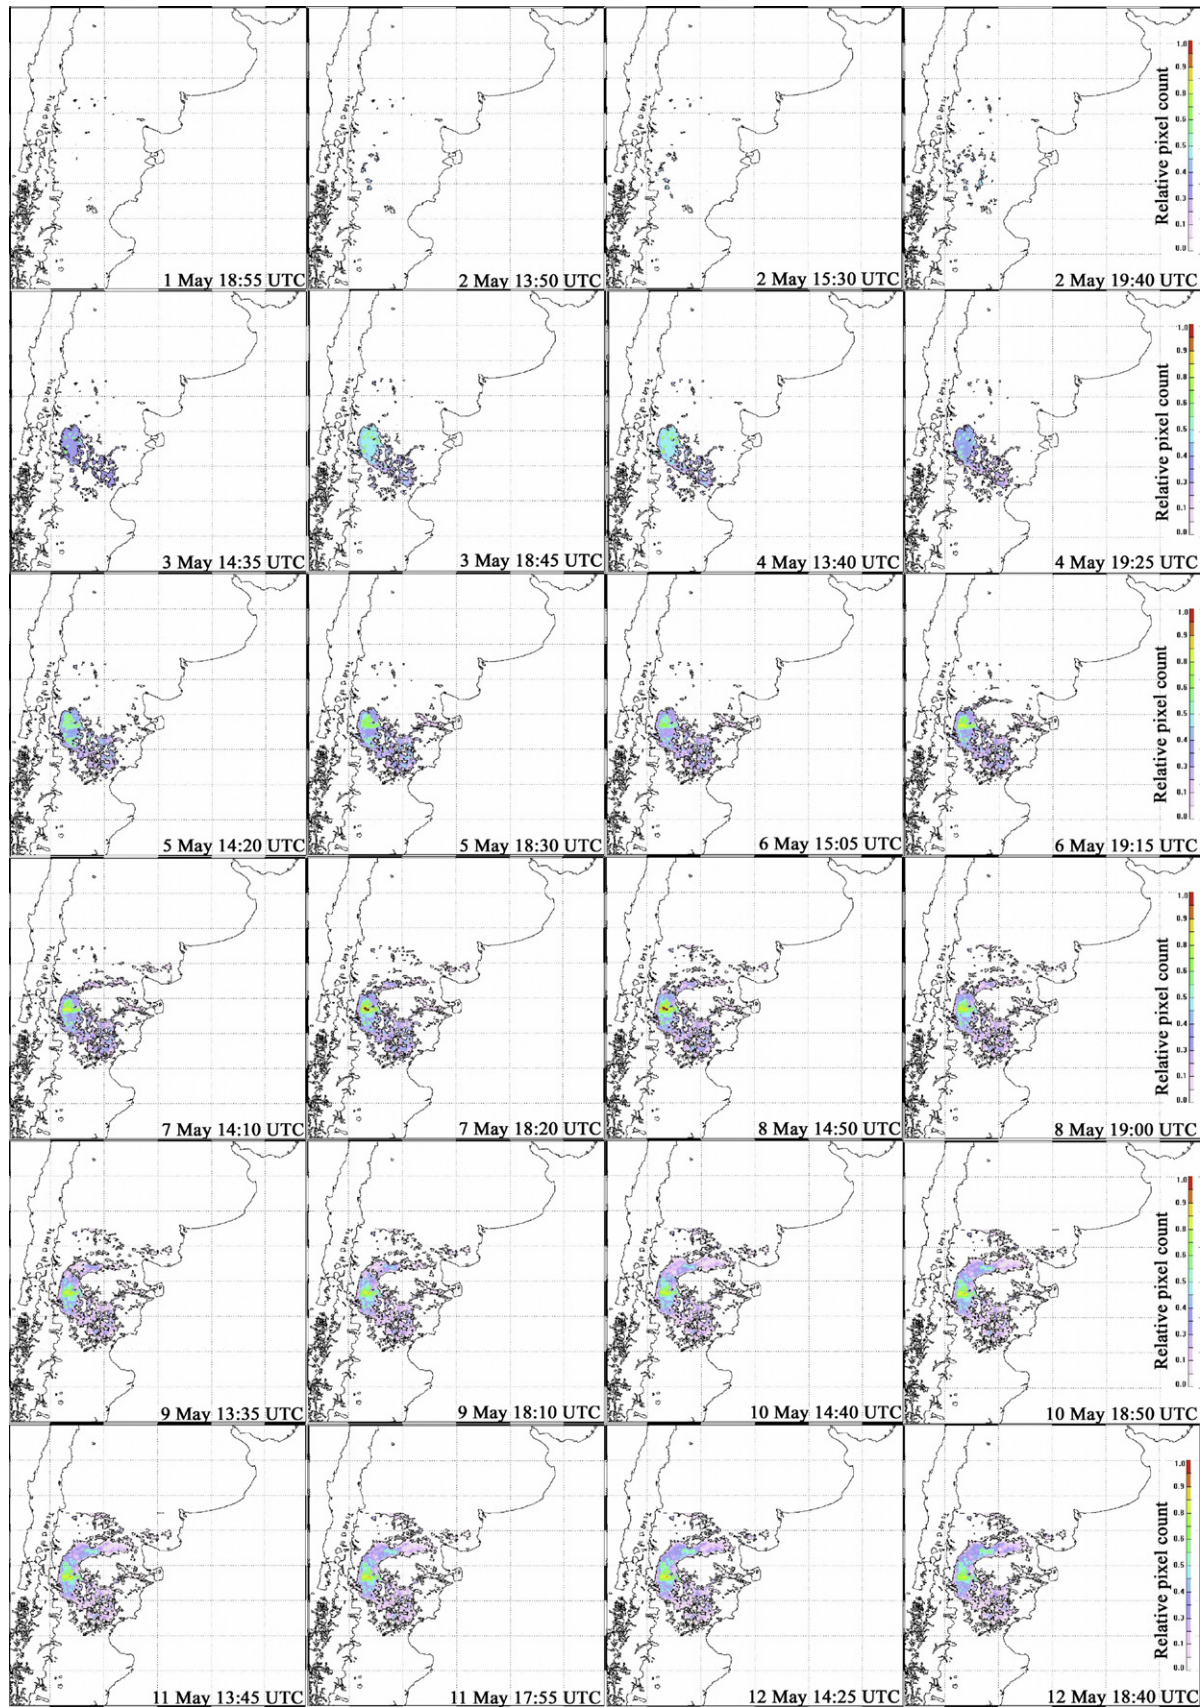 1 May 18:55 UTC
2 May 13:50 UTC
2 May 15:30 UTC
2 May 19:40 UTC
Relative pixel count
3 May 14:35 UTC
3 May 18:45 UTC
4 May 13:40 UTC
4 May 19:25 UTC
Relative pixel count
5 May 14:20 UTC
5 May 18:30 UTC
6 May 15:05 UTC
6 May 19:15 UTC
Relative pixel count
7 May 14:10 UTC
7 May 18:20 UTC
8 May 14:50 UTC
8 May 19:00 UTC
Relative pixel count
9 May 13:35 UTC
9 May 18:10 UTC
10 May 14:40 UTC
10 May 18:50 UTC
Relative pixel count
11 May 13:45 UTC
11 May 17:55 UTC
12 May 14:25 UTC
12 May 18:40 UTC
Relative pixel count